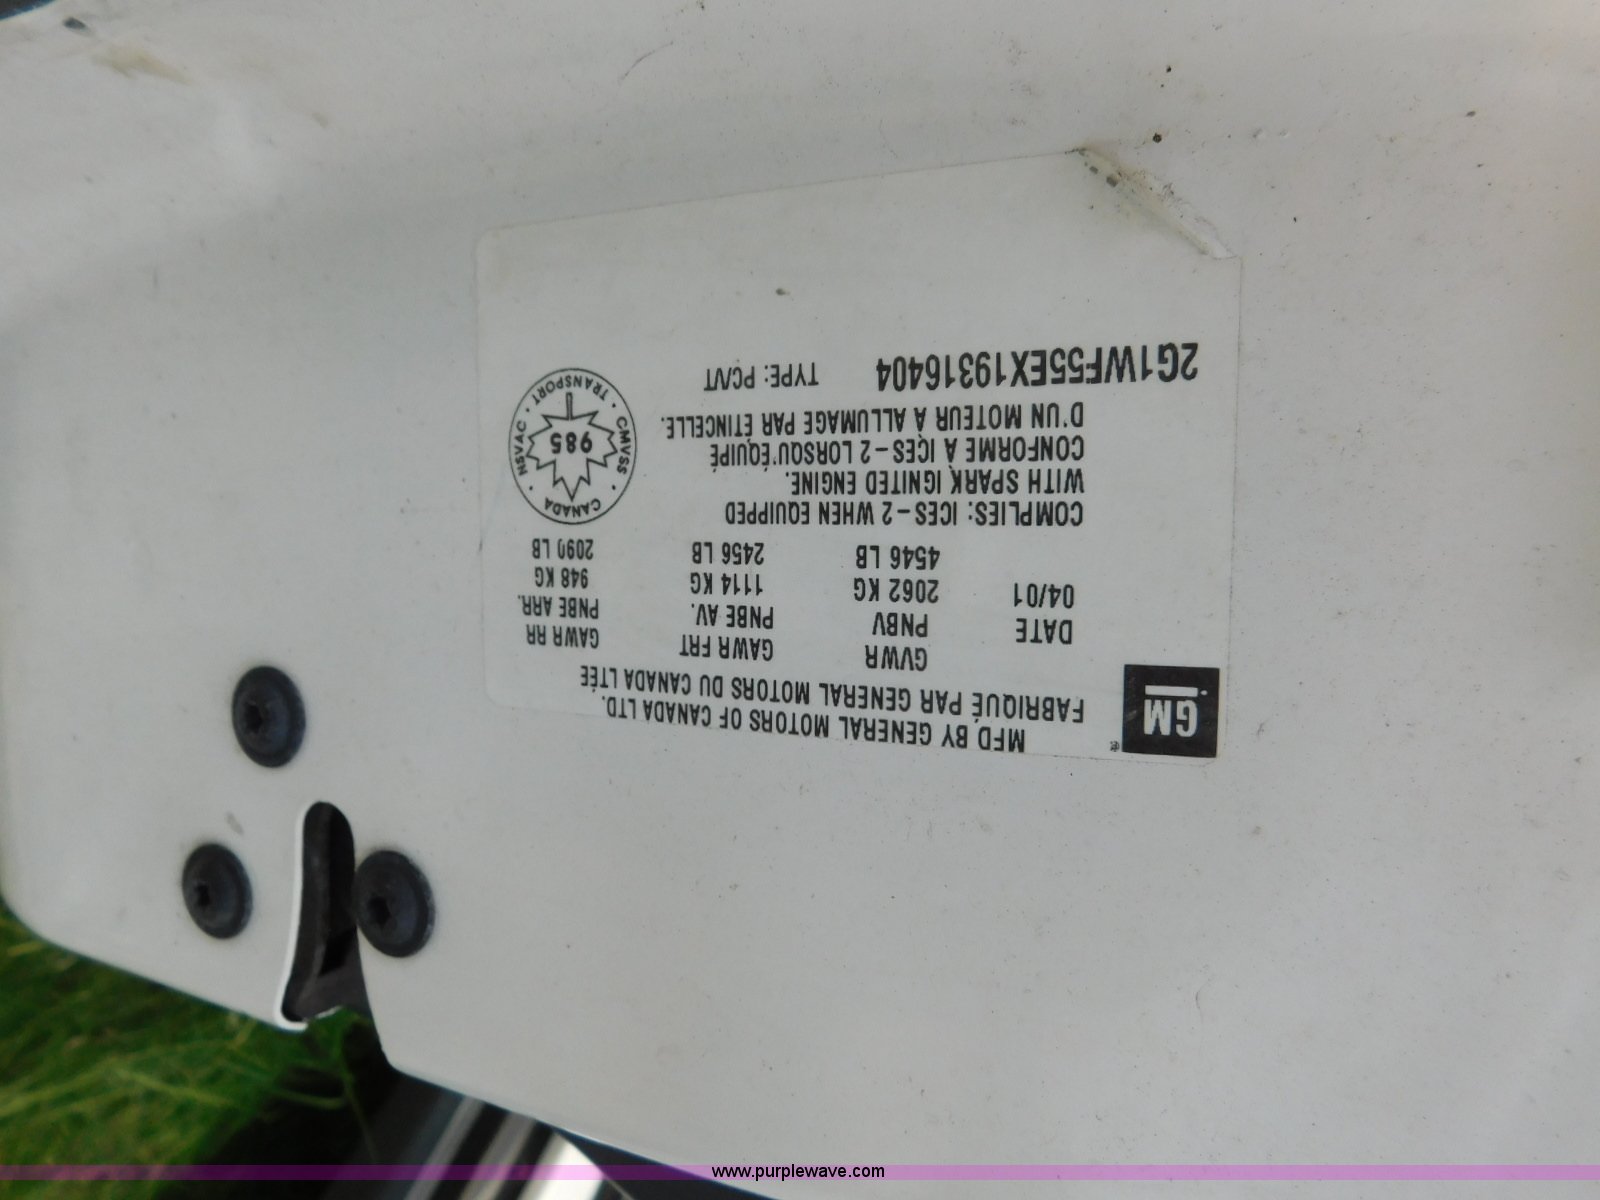 GM
MFD BY GENERAL MOTORS OF CANADA LTD.
FABRIQUÉ PAR GENERAL MOTORS DU CANADA LTÉE
DATE GVWR GAWR FRT GAWR RR
PNBV PNBE AV. PNBE ARR.
04/01 2062 KG 1114 KG 948 KG
4546 LB 2456 LB 2090 LB
COMPLIES: ICES-2 WHEN EQUIPPED
WITH SPARK IGNITED ENGINE.
CONFORME À ICES-2 LORSQU'ÉQUIPÉ
D'UN MOTEUR À ALLUMAGE PAR ÉTINCELLE.
CANADA · CMVSS · TRANSPORT · NSVAC ·
985
2G1WF55EX19316404 TYPE: PC/VT
www.purplewave.com